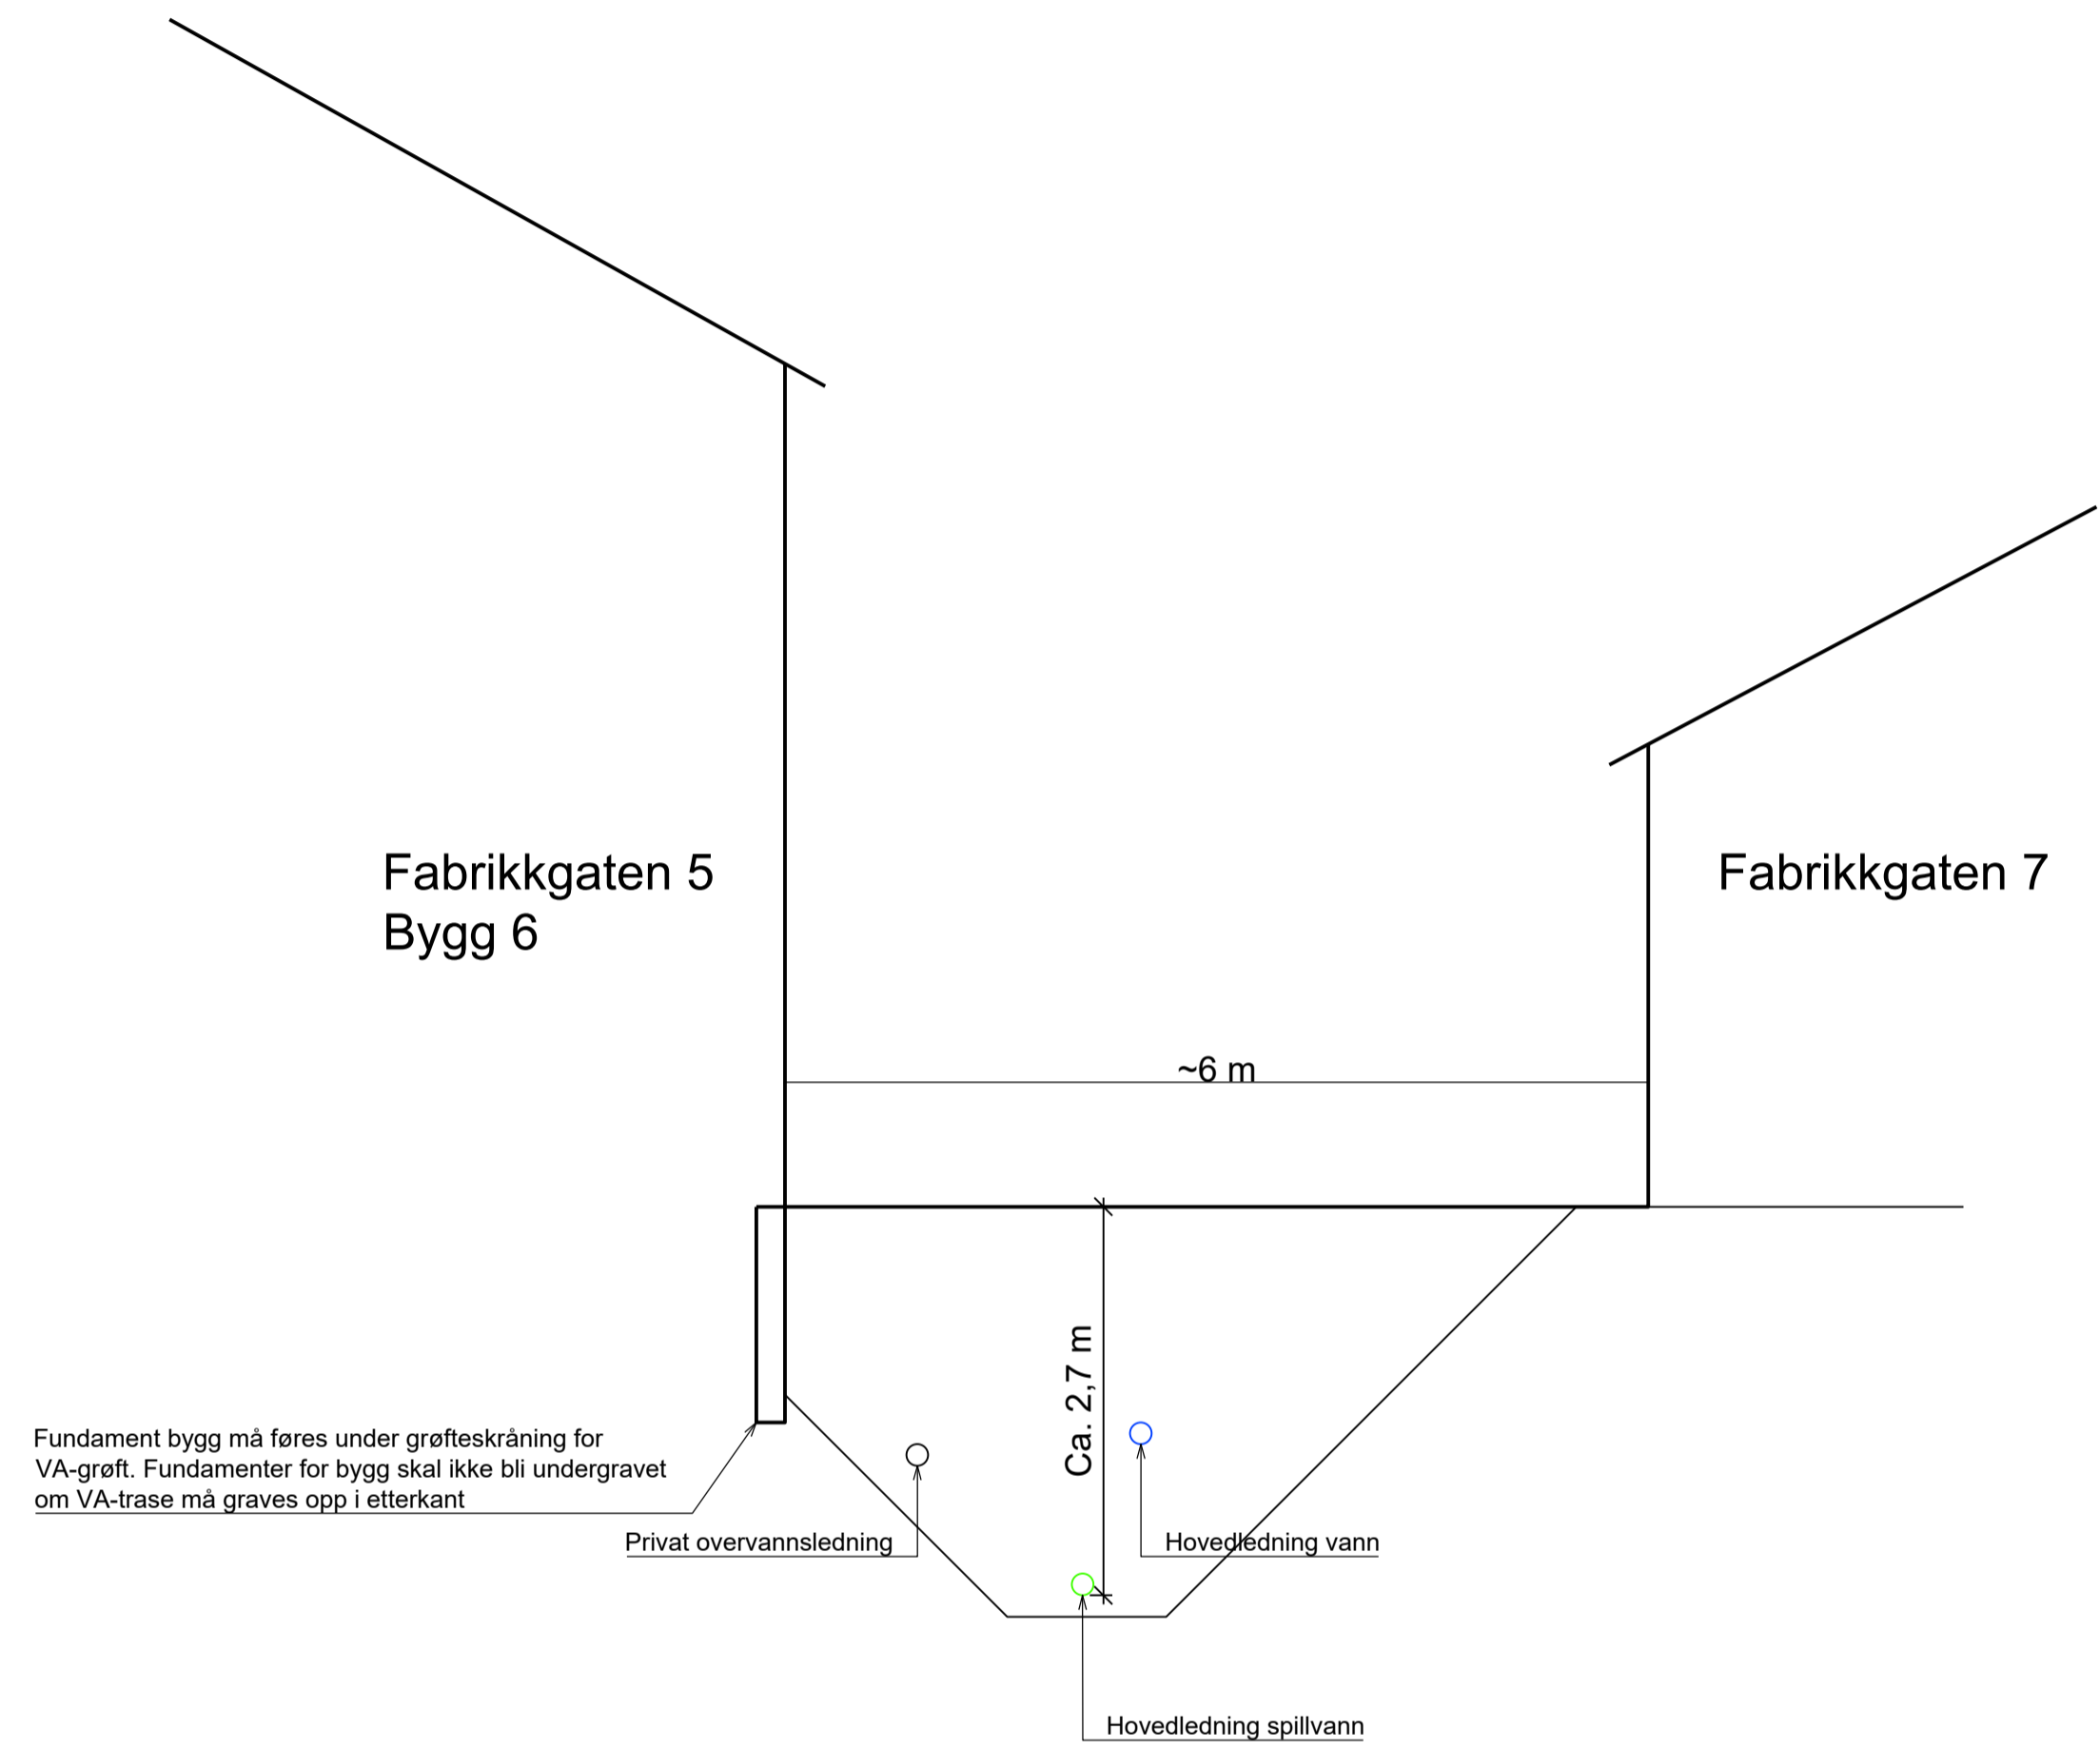 Fabrikkgaten 5
Bygg 6
Fabrikkgaten 7
~6 m
Ca. 2,7 m
Fundament bygg må føres under grøfteskråning for
VA-grøft. Fundamenter for bygg skal ikke bli undergravet
om VA-trase må graves opp i etterkant
Privat overvannsledning
Hovedledning vann
Hovedledning spillvann